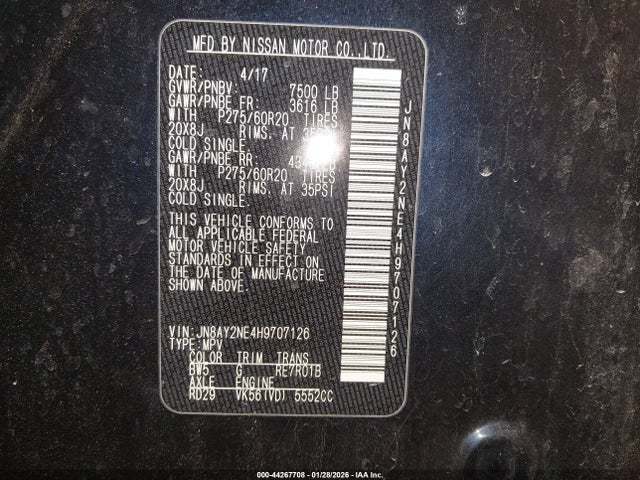 MFD BY NISSAN MOTOR CO.,LTD.
DATE: 4/17
GVWR/PNBV: 7500 LB
GAWR/PNBE FR: 3616 LB
WITH P275/60R20 TIRES
20X8J RIMS, AT
COLD SINGLE
GAWR/PNBE RR:
WITH P275/60R20 TIRES
20X8J RIMS, AT 35PSI
COLD SINGLE
THIS VEHICLE CONFORMS TO
ALL APPLICABLE FEDERAL
MOTOR VEHICLE SAFETY
STANDARDS IN EFFECT ON
THE DATE OF MANUFACTURE
SHOWN ABOVE.
VIN:JN8AY2NE4H9707126
TYPE:MPV
COLOR TRIM TRANS
BW5 G RE7R01B
AXLE ENGINE
RD29 VK56(VD) 5552CC
JN8AY2NE4H9707126
000-44267708 | 01/28/2026 - IAA Inc.